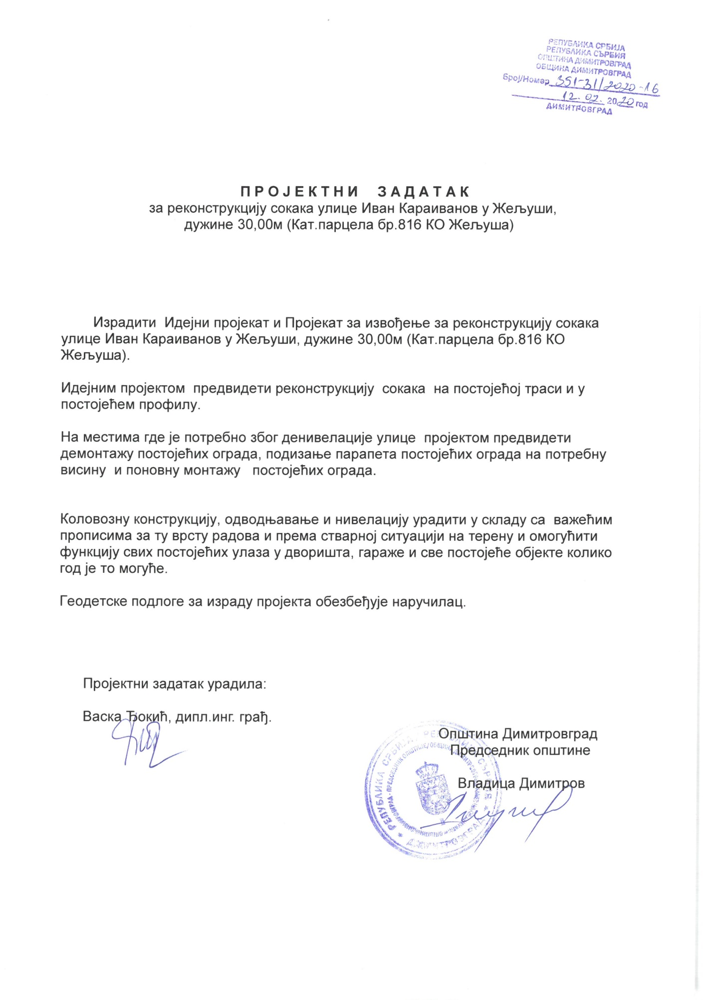 РЕПУБЛИКА СРБИЈА
РЕПУБЛИКА СЪРБИЯ
ОПШТИНА ДИМИТРОВГРАД
ОБЩИНА ДИМИТРОВГРАД
Број/Номер 351-31/2020-16
12.02. 2020 год
ДИМИТРОВГРАД
ПРОЈЕКТНИ ЗАДАТАК
за реконструкцију сокака улице Иван Караиванов у Жељуши,
дужине 30,00м (Кат.парцела бр.816 КО Жељуша)
Израдити Идејни пројекат и Пројекат за извођење за реконструкцију сокака
улице Иван Караиванов у Жељуши, дужине 30,00м (Кат.парцела бр.816 КО
Жељуша).
Идејним пројектом предвидети реконструкцију сокака на постојећој траси и у
постојећем профилу.
На местима где је потребно због денивелације улице пројектом предвидети
демонтажу постојећих ограда, подизање парапета постојећих ограда на потребну
висину и поновну монтажу постојећих ограда.
Коловозну конструкцију, одводњавање и нивелацију урадити у складу са важећим
прописима за ту врсту радова и према стварној ситуацији на терену и омогућити
функцију свих постојећих улаза у дворишта, гараже и све постојеће објекте колико
год је то могуће.
Геодетске подлоге за израду пројекта обезбеђује наручилац.
Пројектни задатак урадила:
Васка Ђокић, дипл.инг. грађ.
Општина Димитровград
Председник општине
Владица Димитров
РЕПУБЛИКА СРБИЈА / РЕПУБЛИКА СЪРБИЯ
* ДИМИТРОВГРАД *